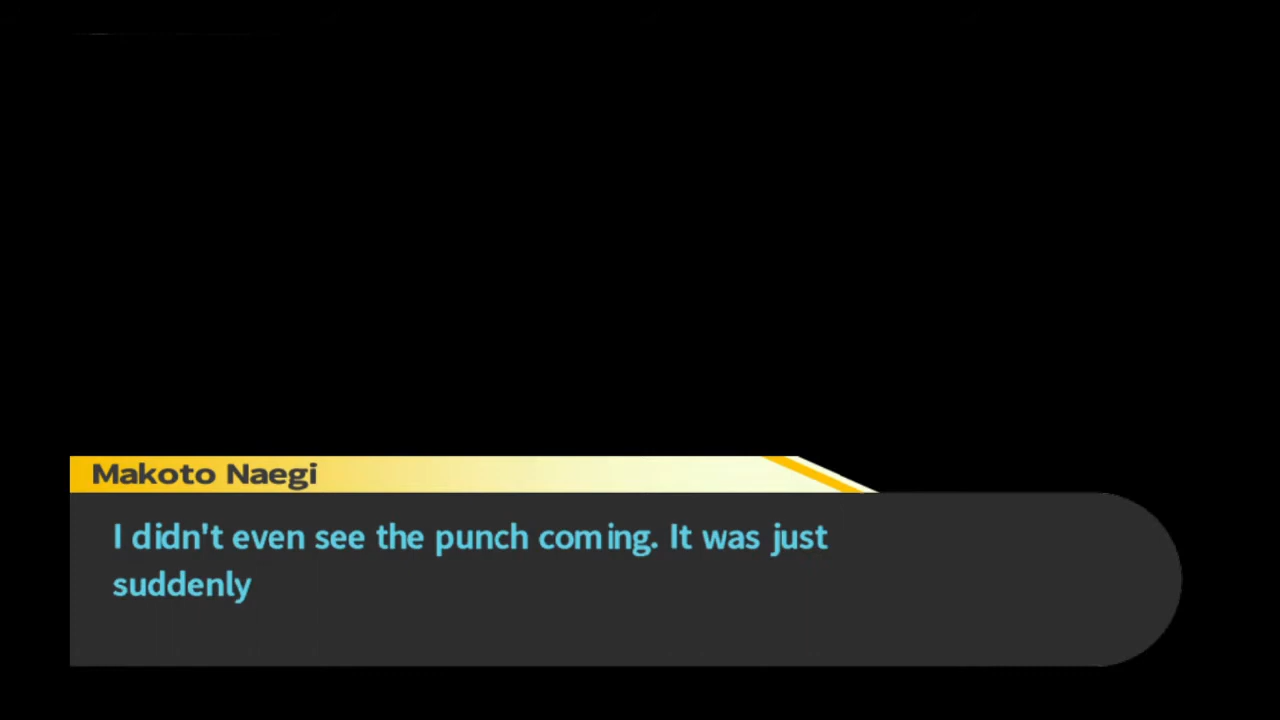 Makoto Naegi
I didn't even see the punch coming. It was just
suddenly